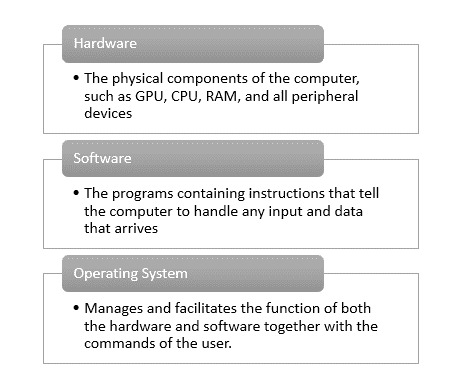 Hardware
• The physical components of the computer,
such as GPU, CPU, RAM, and all peripheral
devices
Software
• The programs containing instructions that tell
the computer to handle any input and data
that arrives
Operating System
• Manages and facilitates the function of both
the hardware and software together with the
commands of the user.